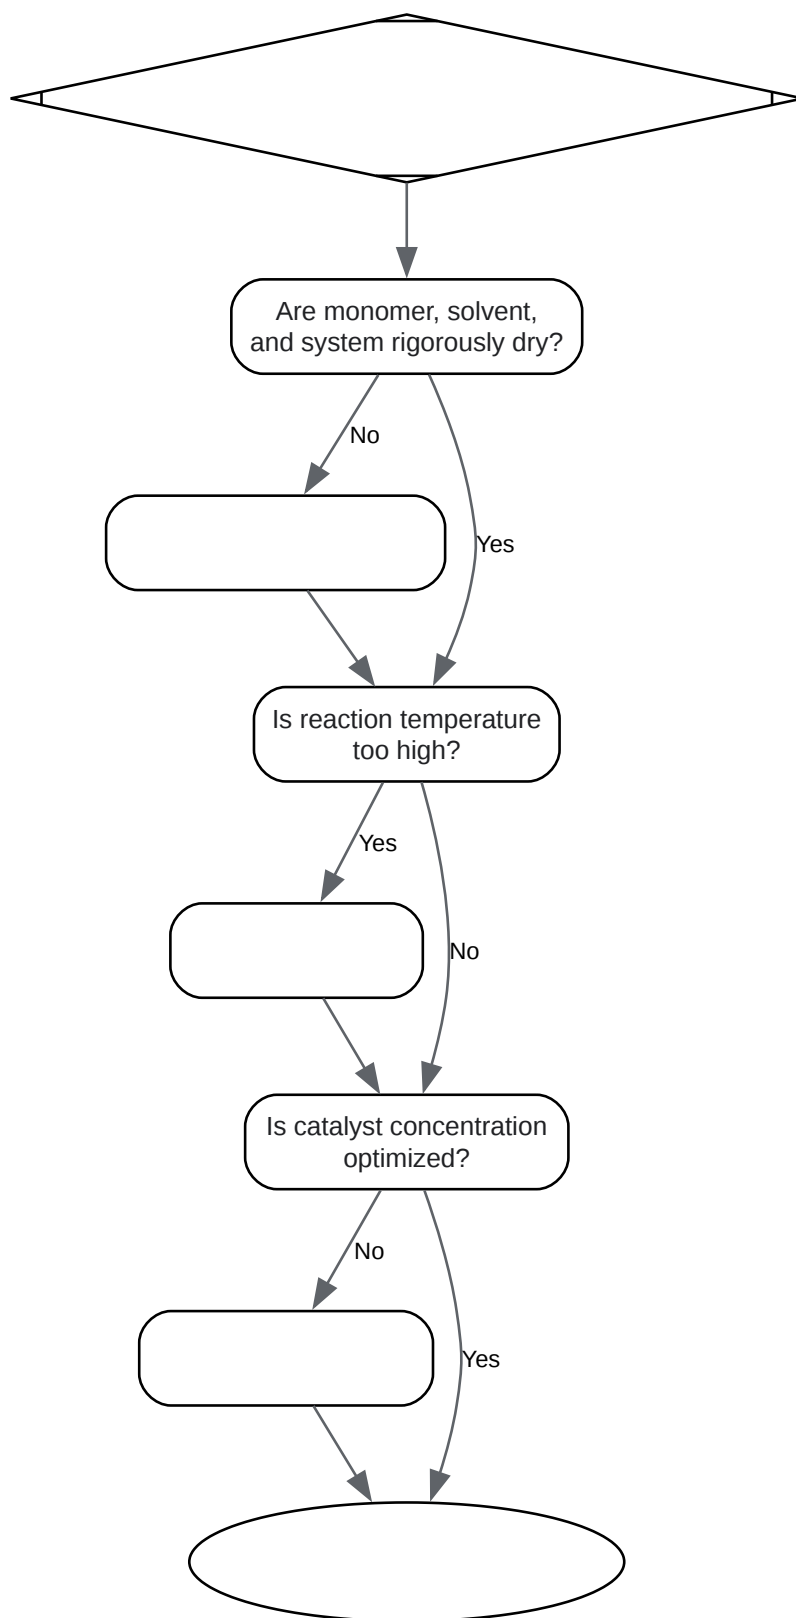 Are monomer, solvent,
and system rigorously dry?
No
Yes
Is reaction temperature
too high?
Yes
No
Is catalyst concentration
optimized?
No
Yes